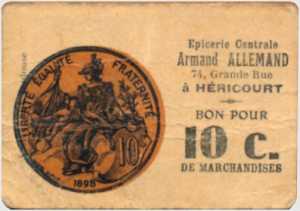 LIBERTÉ ÉGALITÉ FRATERNITÉ
10
1898
Epicerie Centrale
Armand ALLEMAND
74, Grande Rue
à HÉRICOURT
BON POUR
10 C.
DE MARCHANDISES